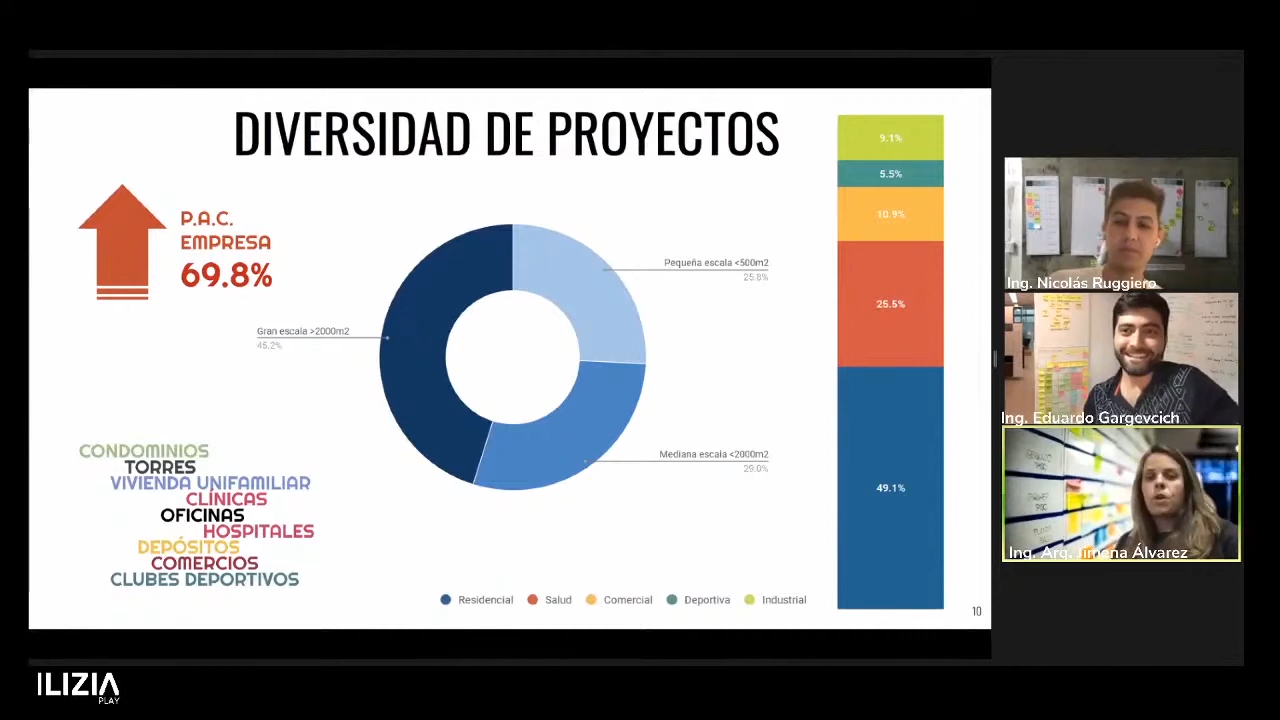 DIVERSIDAD DE PROYECTOS
P.A.C.
EMPRESA
69.8%
Pequeña escala <500m2
25.8%
Gran escala >2000m2
45.2%
Mediana escala <2000m2
29.0%
9.1%
5.5%
10.9%
25.5%
49.1%
CONDOMINIOS
TORRES
VIVIENDA UNIFAMILIAR
CLÍNICAS
OFICINAS
HOSPITALES
DEPÓSITOS
COMERCIOS
CLUBES DEPORTIVOS
Residencial Salud Comercial Deportiva Industrial
10
Ing. Nicolás Ruggiero
Ing. Eduardo Gargevcich
Ing. Arq. Jimena Álvarez
ILIZIA
PLAY